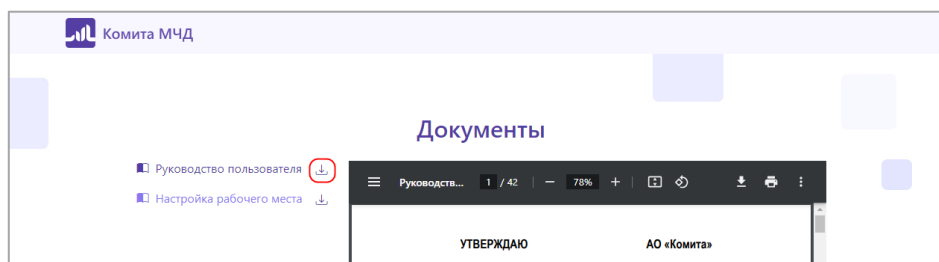 Комита МЧД
Документы
Руководство пользователя
Настройка рабочего места
Руководств... 1 / 42 78%
УТВЕРЖДАЮ АО «Комита»